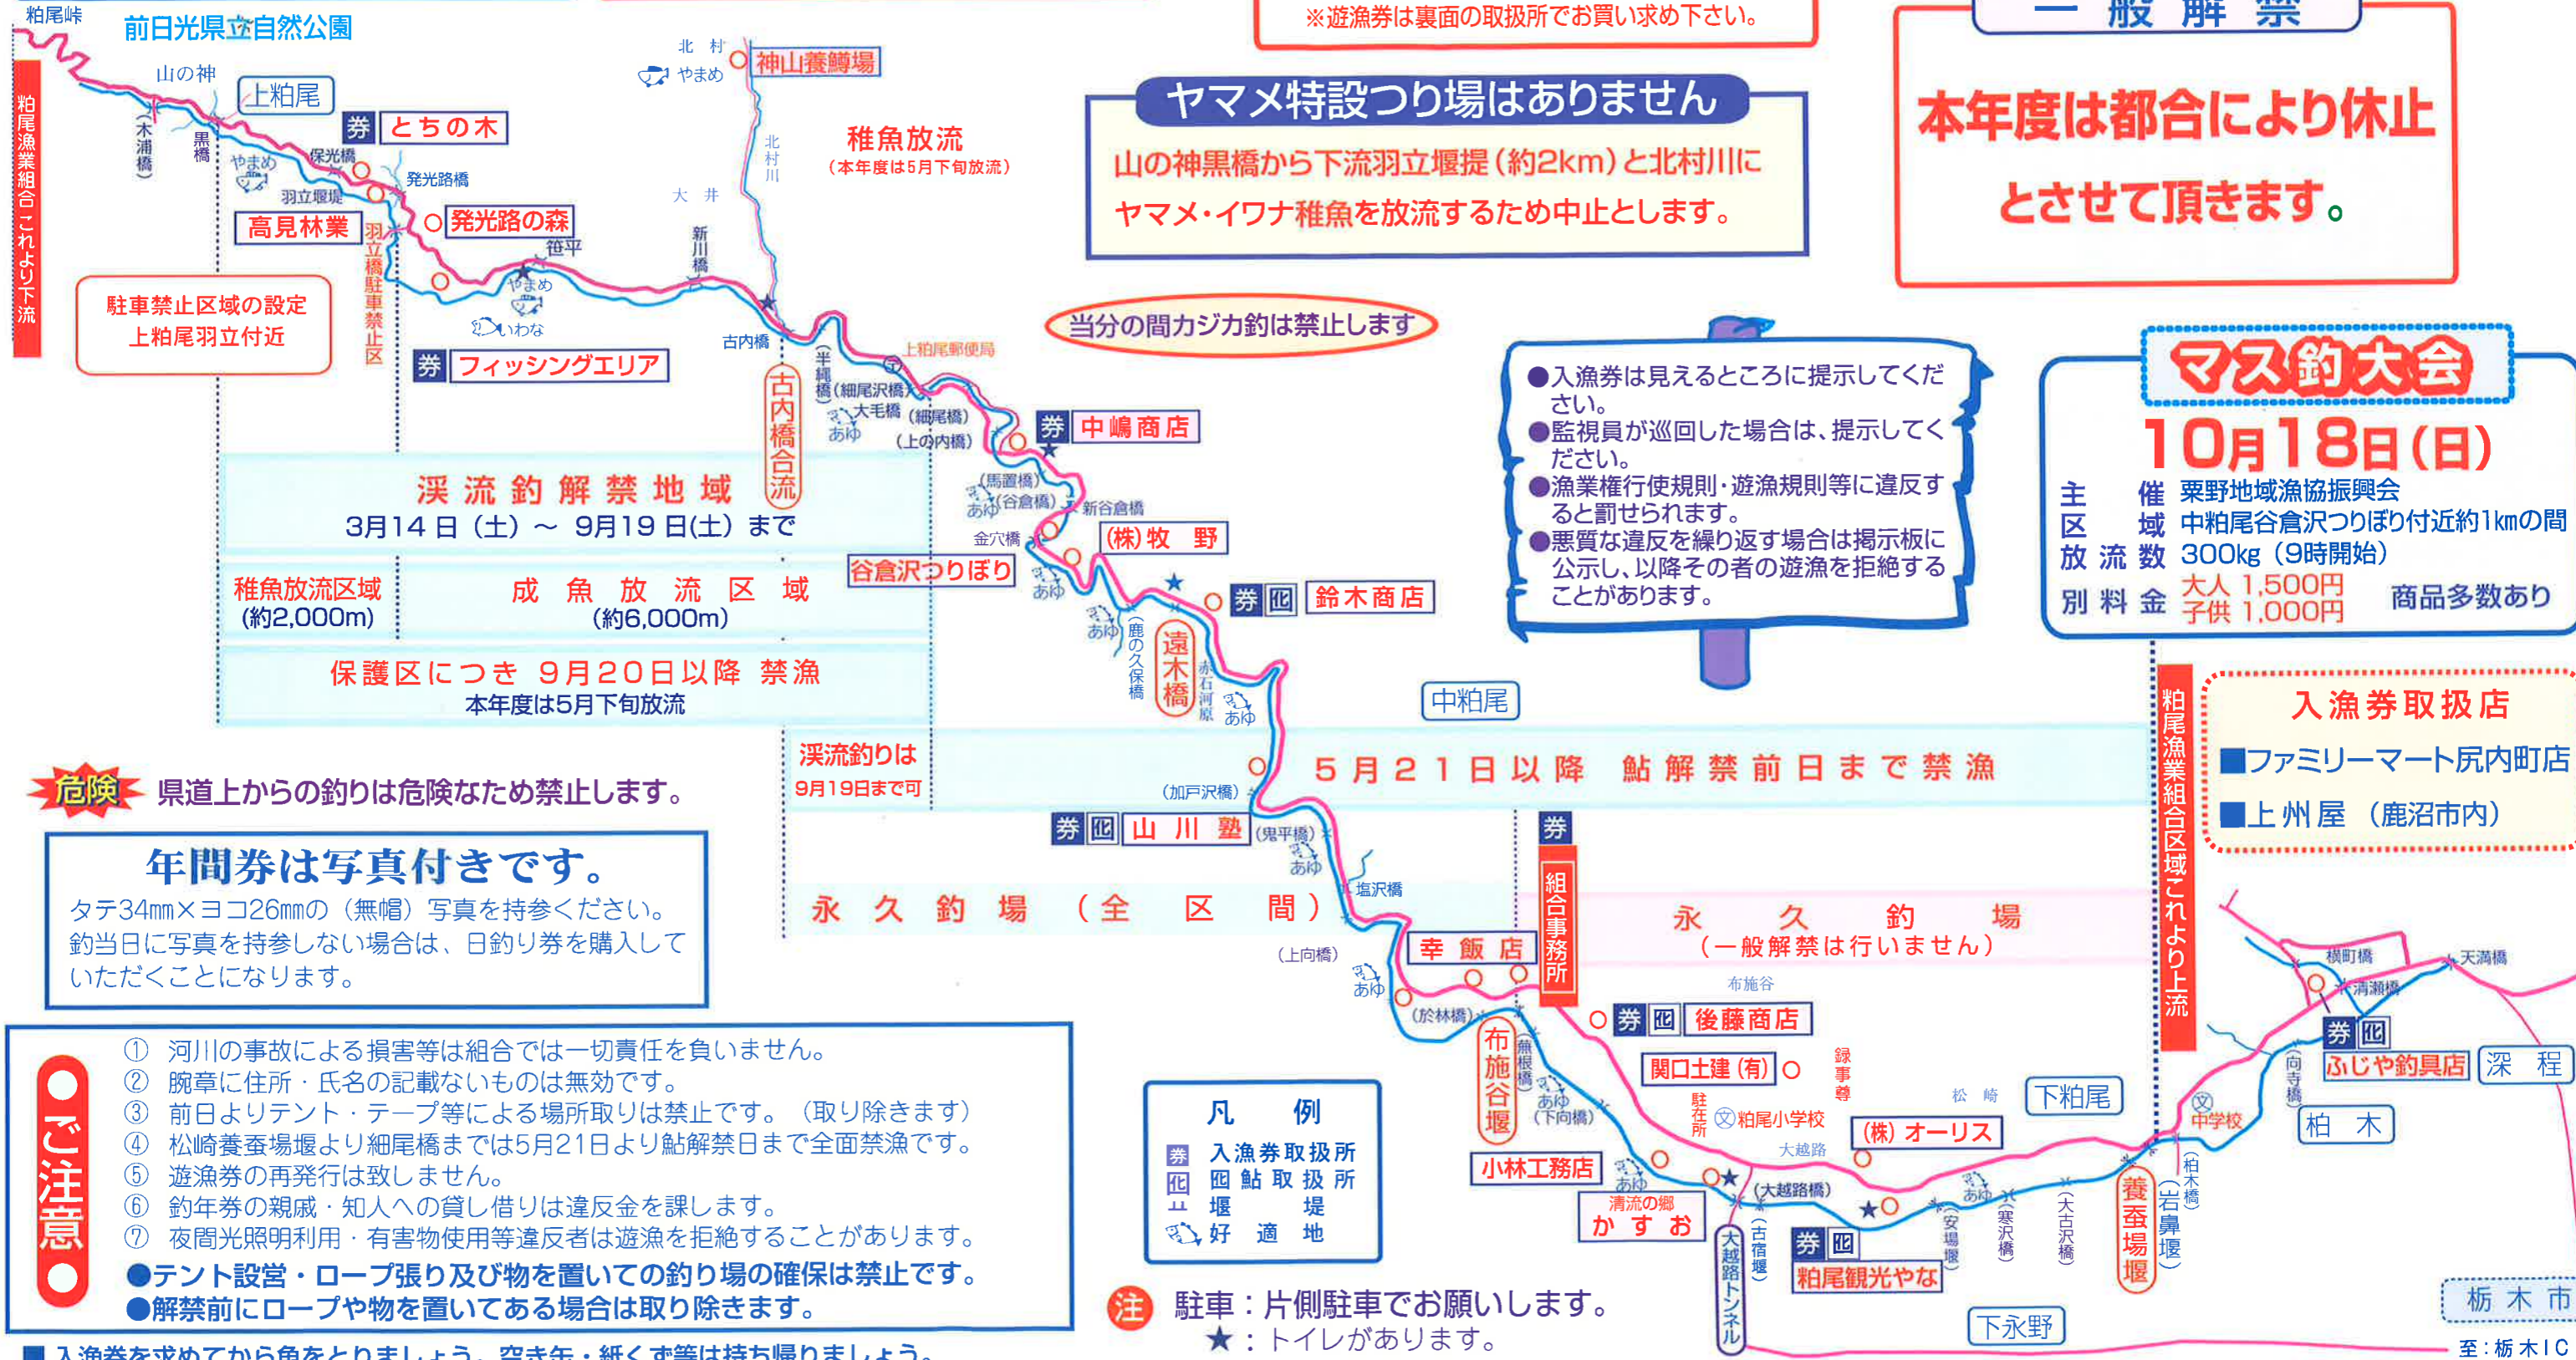 粕尾峠
前日光県立自然公園
※遊漁券は裏面の取扱所でお買い求め下さい。
一般解禁
本年度は都合により休止
とさせて頂きます。
粕尾漁業組合 これより下流
山の神
上粕尾
(木浦橋)
黒橋
やまめ
券 とちの木
保光橋
発光路橋
羽立堰堤
高見林業
羽立橋駐車禁止区
発光路の森
笹平
やまめ
いわな
券 フィッシングエリア
駐車禁止区域の設定
上粕尾羽立付近
北村
やまめ
神山養鱒場
北村川
稚魚放流
(本年度は5月下旬放流)
大井
新川橋
古内橋
古内橋合流
ヤマメ特設つり場はありません
山の神黒橋から下流羽立堰提(約2km)と北村川に
ヤマメ・イワナ稚魚を放流するため中止とします。
当分の間カジカ釣は禁止します
(半縄橋)
上粕尾郵便局
(細尾沢橋)
大毛橋
(細尾橋)
あゆ
(上の内橋)
券 中嶋商店
(馬置橋)
(谷倉橋)
あゆ
新谷倉橋
金穴橋
(株)牧 野
谷倉沢つりぼり
あゆ
あゆ
(鹿の久保橋)
遠木橋
赤石河原
あゆ
券 囮 鈴木商店
●入漁券は見えるところに提示してくだ
さい。
●監視員が巡回した場合は、提示してく
ださい。
●漁業権行使規則・遊漁規則等に違反す
ると罰せられます。
●悪質な違反を繰り返す場合は掲示板に
公示し、以降その者の遊漁を拒絶する
ことがあります。
マス釣大会
10月18日(日)
主催 粟野地域漁協振興会
区域 中粕尾谷倉沢つりぼり付近約1kmの間
放流数 300kg(9時開始)
別料金 大人 1,500円
子供 1,000円
商品多数あり
渓流釣解禁地域
3月14日(土)~ 9月19日(土)まで
稚魚放流区域
(約2,000m)
成魚放流区域
(約6,000m)
保護区につき 9月20日以降 禁漁
本年度は5月下旬放流
渓流釣りは
9月19日まで可
中粕尾
5月21日以降 鮎解禁前日まで禁漁
粕尾漁業組合区域これより上流
入漁券取扱店
■ファミリーマート尻内町店
■上州屋(鹿沼市内)
危険 県道上からの釣りは危険なため禁止します。
(加戸沢橋)
券 囮 山川塾
(鬼平橋)
あゆ
塩沢橋
年間券は写真付きです。
タテ34mm×ヨコ26mmの(無帽)写真を持参ください。
釣当日に写真を持参しない場合は、日釣り券を購入して
いただくことになります。
永久釣場(全区間)
券
組合事務所
永久釣場
(一般解禁は行いません)
(上向橋)
あゆ
幸飯店
(於林橋)
布施谷堰
(蕪根橋)
布施谷
券 囮 後藤商店
関口土建(有)
録事尊
駐在所
文 粕尾小学校
松崎
下粕尾
大越路
(株)オーリス
あゆ
(下向橋)
小林工務店
あゆ
清流の郷
かすお
(大越路橋)
大越路トンネル
(古宿堰)
券 囮
粕尾観光やな
(安場堰)
あゆ
(寒沢橋)
(大古沢橋)
養蚕場堰
(岩鼻堰)
(柏木橋)
文
中学校
(向寺橋)
横町橋
清瀬橋
天満橋
券 囮
ふじや釣具店
深程
柏木
下永野
栃木市
至:栃木IC
ご注意
① 河川の事故による損害等は組合では一切責任を負いません。
② 腕章に住所・氏名の記載ないものは無効です。
③ 前日よりテント・テープ等による場所取りは禁止です。(取り除きます)
④ 松崎養蚕場堰より細尾橋までは5月21日より鮎解禁日まで全面禁漁です。
⑤ 遊漁券の再発行は致しません。
⑥ 釣年券の親戚・知人への貸し借りは違反金を課します。
⑦ 夜間光照明利用・有害物使用等違反者は遊漁を拒絶することがあります。
●テント設営・ロープ張り及び物を置いての釣り場の確保は禁止です。
●解禁前にロープや物を置いてある場合は取り除きます。
■ 入漁券を求めてから魚をとりましょう。空き缶・紙くず等は持ち帰りましょう。
凡例
券 入漁券取扱所
囮 囮鮎取扱所
堰堤
好適地
注 駐車:片側駐車でお願いします。
★:トイレがあります。